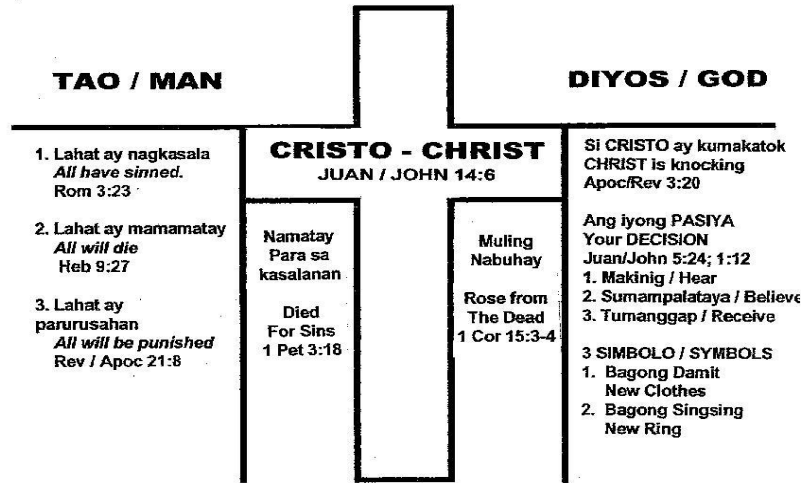 TAO / MAN
1. Lahat ay nagkasala
All have sinned.
Rom 3:23
2. Lahat ay mamamatay
All will die
Heb 9:27
3. Lahat ay
parurusahan
All will be punished
Rev / Apoc 21:8
CRISTO - CHRIST
JUAN / JOHN 14:6
Namatay
Para sa
kasalanan
Died
For Sins
1 Pet 3:18
Muling
Nabuhay
Rose from
The Dead
1 Cor 15:3-4
DIYOS / GOD
Si CRISTO ay kumakatok
CHRIST is knocking
Apoc/Rev 3:20
Ang iyong PASIYA
Your DECISION
Juan/John 5:24; 1:12
1. Makinig / Hear
2. Sumampalataya / Believe
3. Tumanggap / Receive
3 SIMBOLO / SYMBOLS
1. Bagong Damit
New Clothes
2. Bagong Singsing
New Ring